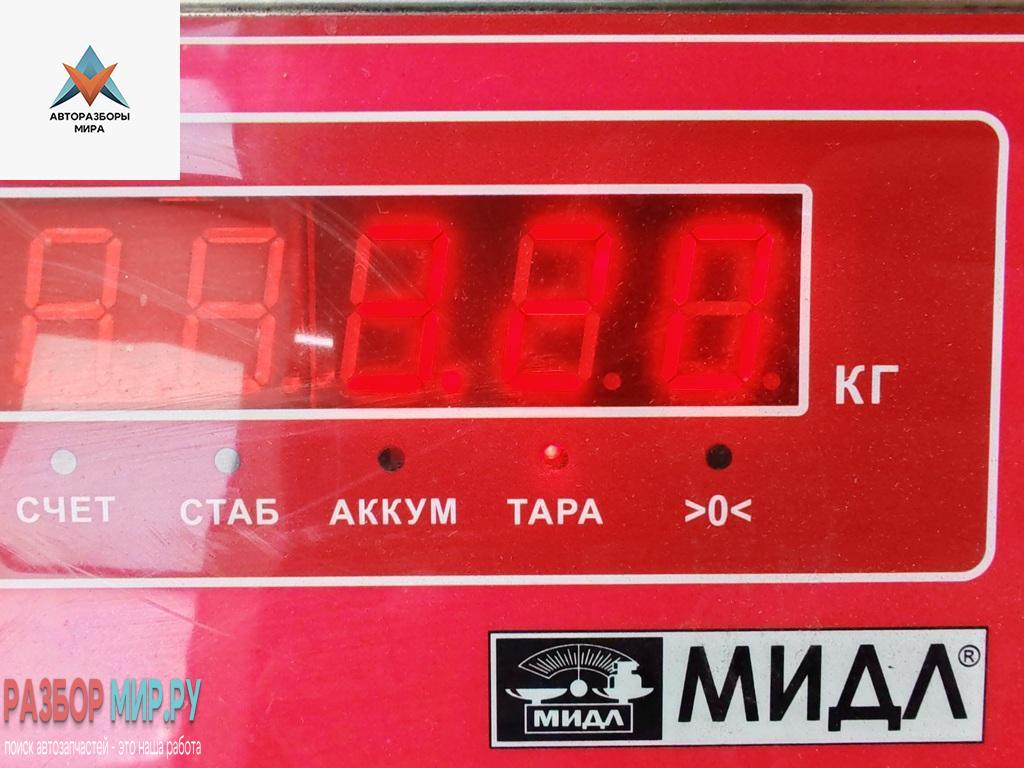 АВТОРАЗБОРЫ
МИРА
КГ
СЧЕТ СТАБ АККУМ ТАРА >0<
МИДЛ МИДЛ®
РАЗБОР МИР.РУ
поиск автозапчастей - это наша работа